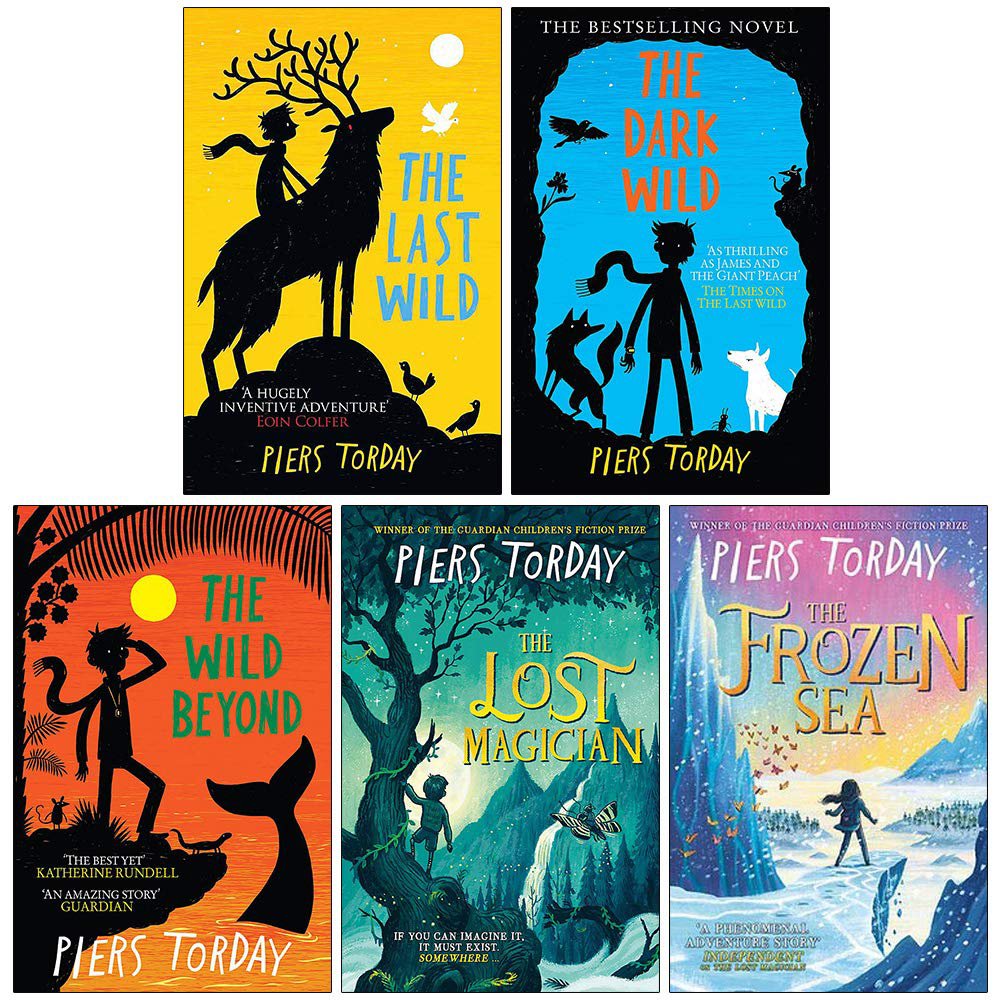 THE
LAST
WILD
'A HUGELY
INVENTIVE ADVENTURE'
EOIN COLFER
PIERS TORDAY
THE BESTSELLING NOVEL
THE
DARK
WILD
'AS THRILLING
AS JAMES AND
THE GIANT PEACH'
THE TIMES ON
THE LAST WILD
PIERS TORDAY
THE
WILD
BEYOND
'THE BEST YET'
KATHERINE RUNDELL
'AN AMAZING STORY'
GUARDIAN
PIERS TORDAY
WINNER OF THE GUARDIAN CHILDREN'S FICTION PRIZE
PIERS TORDAY
THE
LOST
MAGICIAN
IF YOU CAN IMAGINE IT,
IT MUST EXIST.
SOMEWHERE ...
WINNER OF THE GUARDIAN CHILDREN'S FICTION PRIZE
PIERS TORDAY
THE
FROZEN
SEA
'A PHENOMENAL
ADVENTURE STORY'
INDEPENDENT
ON THE LOST MAGICIAN